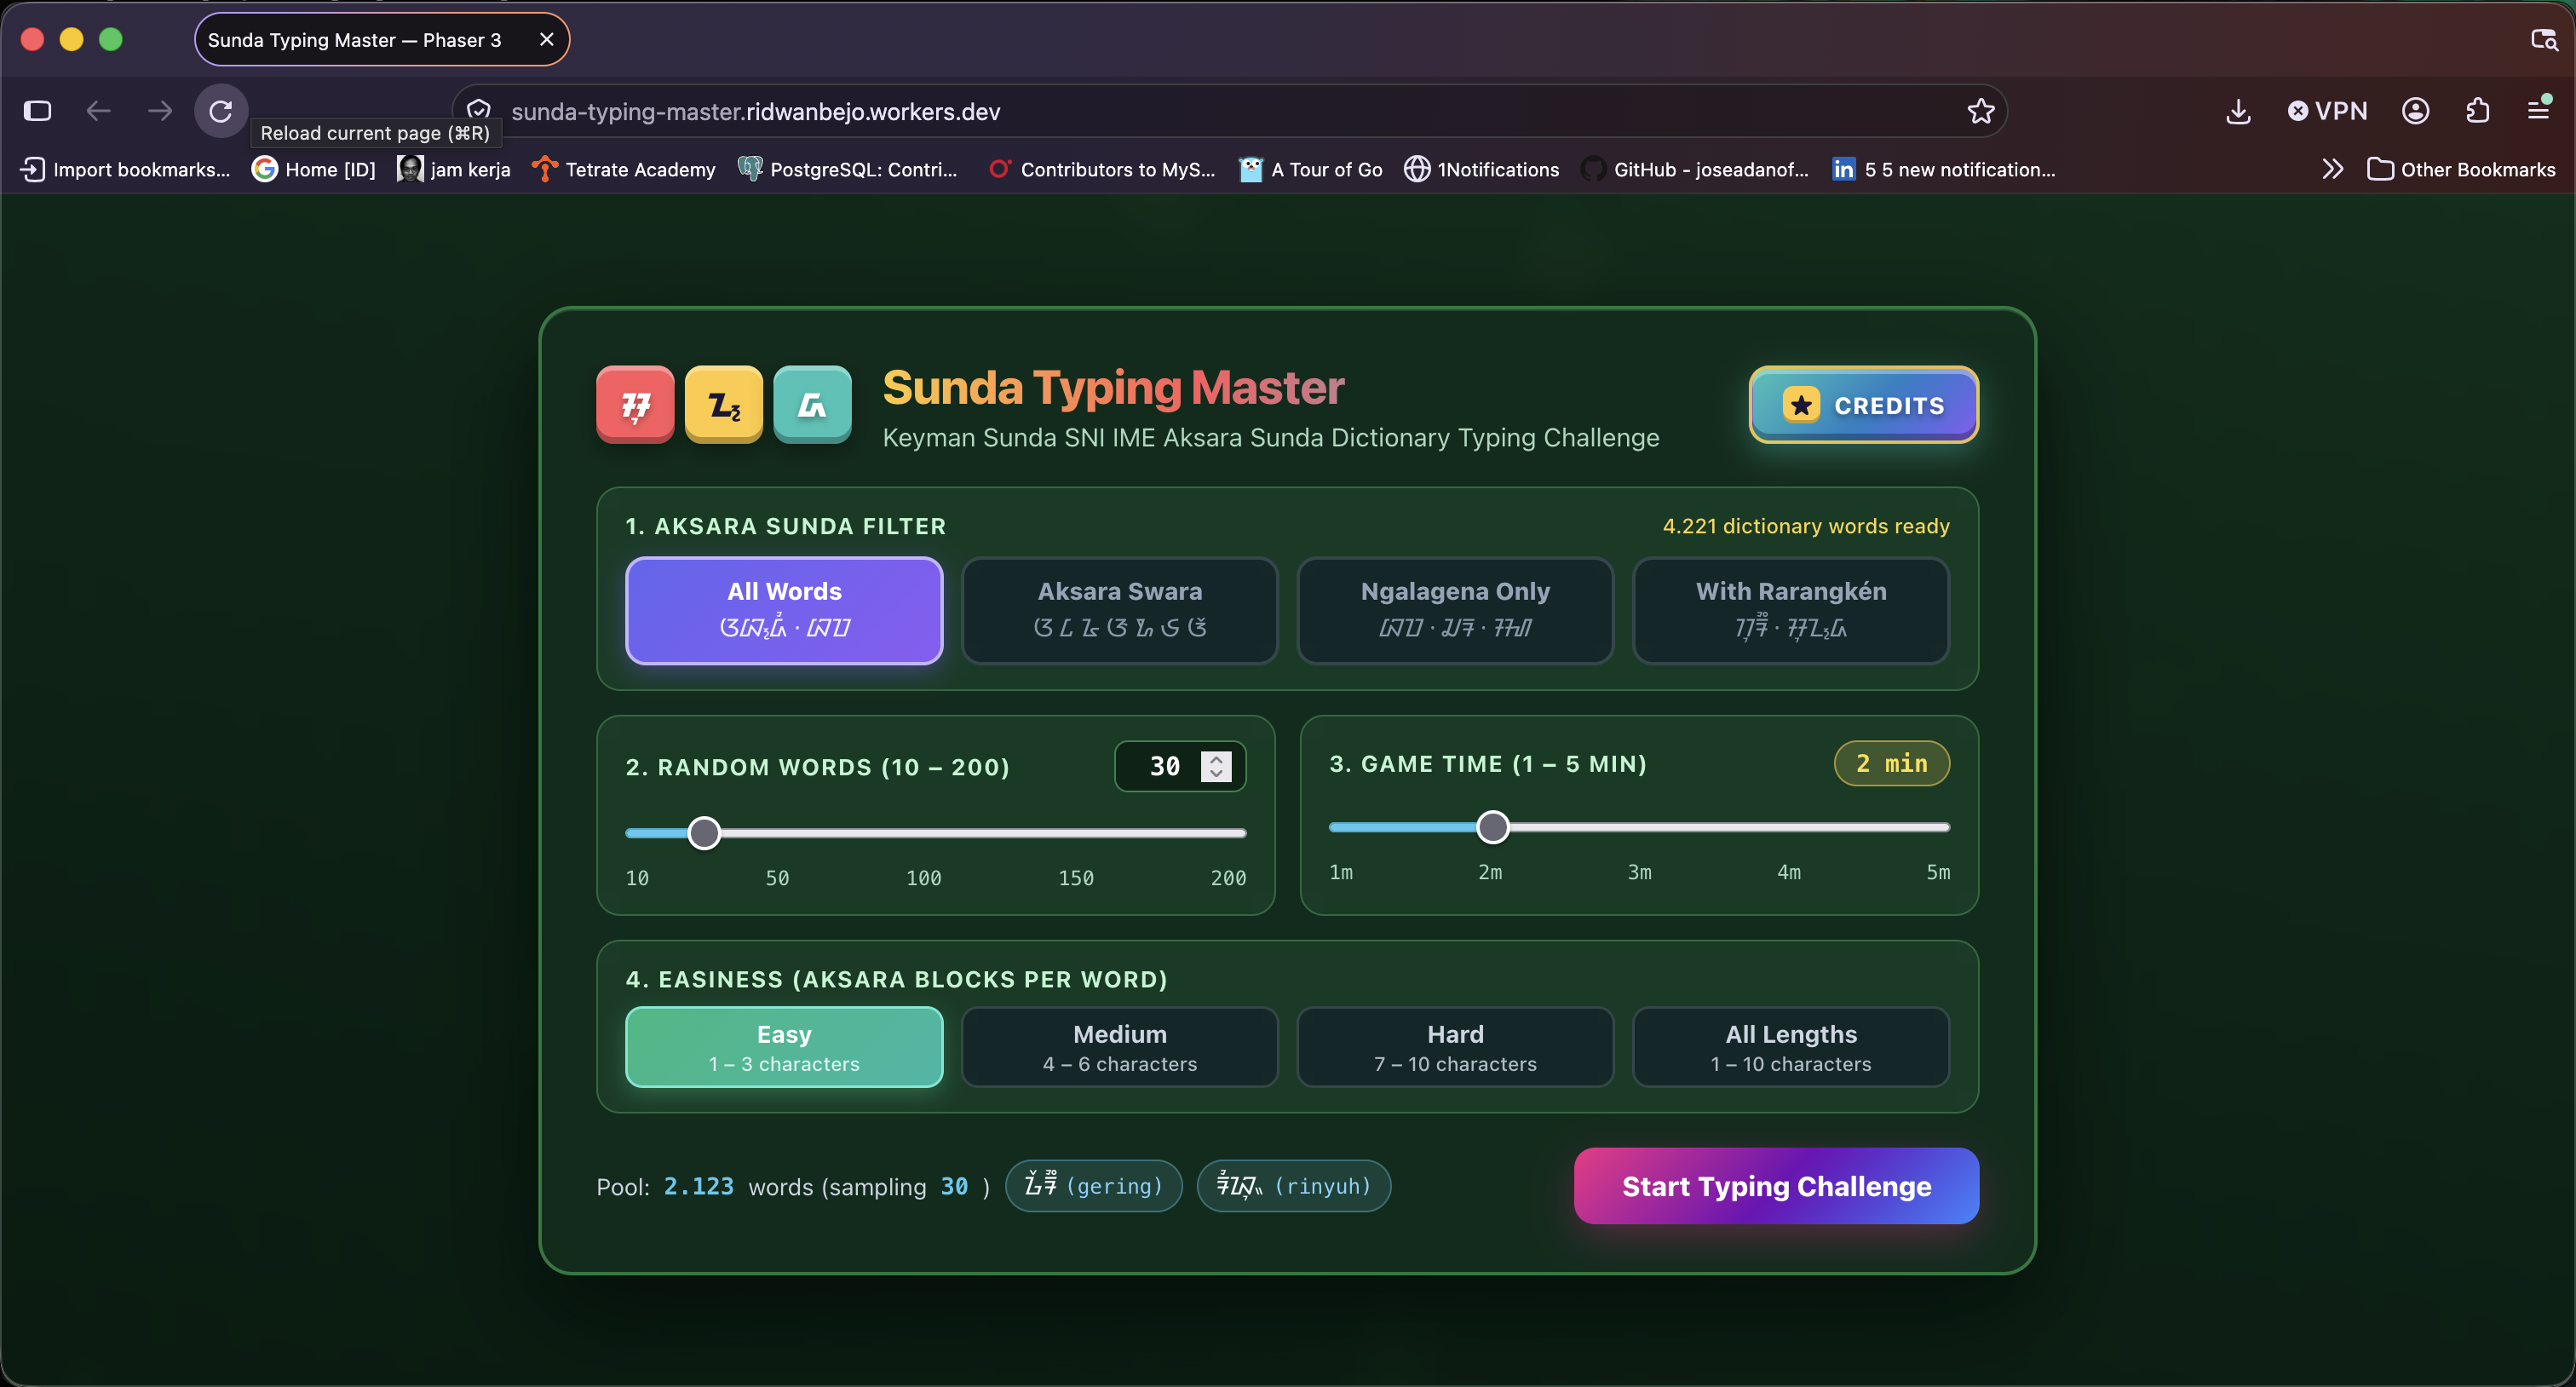 Sunda Typing Master — Phaser 3
sunda-typing-master.ridwanbejo.workers.dev
VPN
Reload current page (⌘R)
Import bookmarks...
Home [ID]
jam kerja
Tetrate Academy
PostgreSQL: Contri...
Contributors to MyS...
A Tour of Go
1Notifications
GitHub - joseadanof...
5 5 new notification...
Other Bookmarks
Sunda Typing Master
CREDITS
Keyman Sunda SNI IME Aksara Sunda Dictionary Typing Challenge
1. AKSARA SUNDA FILTER
4.221 dictionary words ready
All Words
Aksara Swara
Ngalagena Only
With Rarangkén
2. RANDOM WORDS (10 – 200)
30
10 50 100 150 200
3. GAME TIME (1 – 5 MIN)
2 min
1m 2m 3m 4m 5m
4. EASINESS (AKSARA BLOCKS PER WORD)
Easy
1 – 3 characters
Medium
4 – 6 characters
Hard
7 – 10 characters
All Lengths
1 – 10 characters
Pool: 2.123 words (sampling 30 )
(gering)
(rinyuh)
Start Typing Challenge